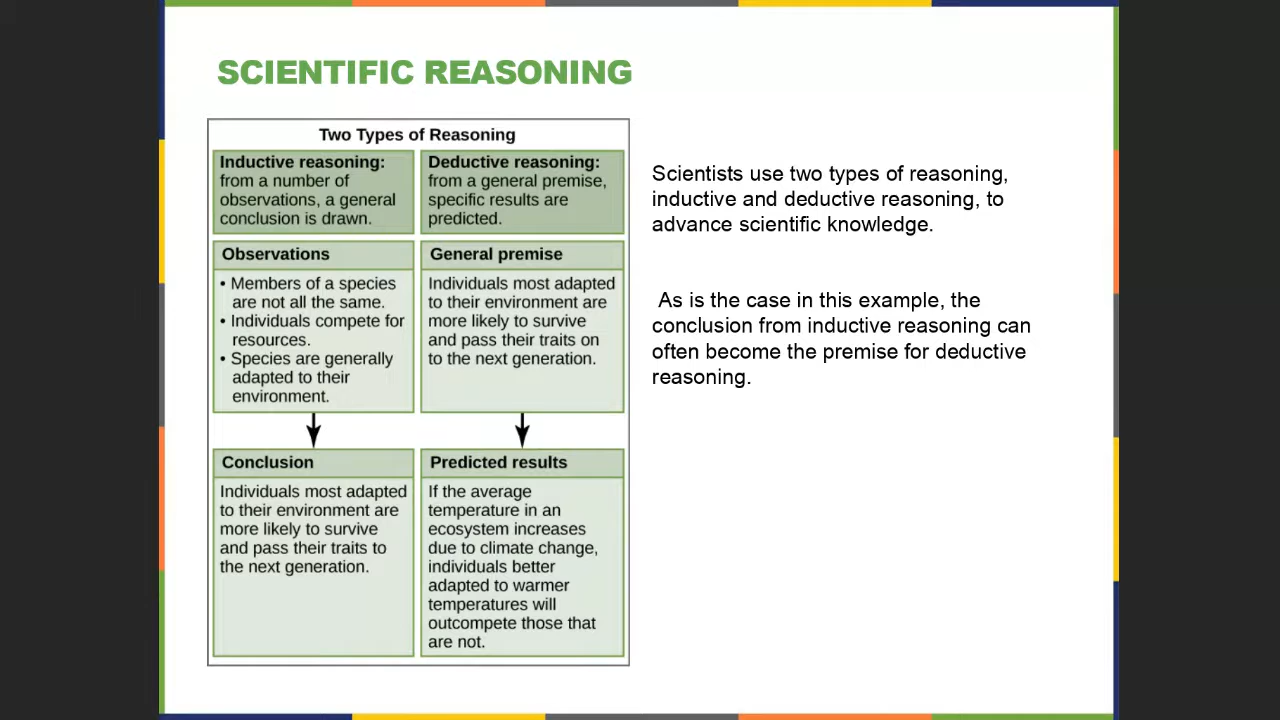 SCIENTIFIC REASONING
Two Types of Reasoning
Inductive reasoning:
from a number of
observations, a general
conclusion is drawn.
Deductive reasoning:
from a general premise,
specific results are
predicted.
Observations
• Members of a species
are not all the same.
• Individuals compete for
resources.
• Species are generally
adapted to their
environment.
General premise
Individuals most adapted
to their environment are
more likely to survive
and pass their traits on
to the next generation.
Conclusion
Individuals most adapted
to their environment are
more likely to survive
and pass their traits to
the next generation.
Predicted results
If the average
temperature in an
ecosystem increases
due to climate change,
individuals better
adapted to warmer
temperatures will
outcompete those that
are not.
Scientists use two types of reasoning,
inductive and deductive reasoning, to
advance scientific knowledge.
As is the case in this example, the
conclusion from inductive reasoning can
often become the premise for deductive
reasoning.